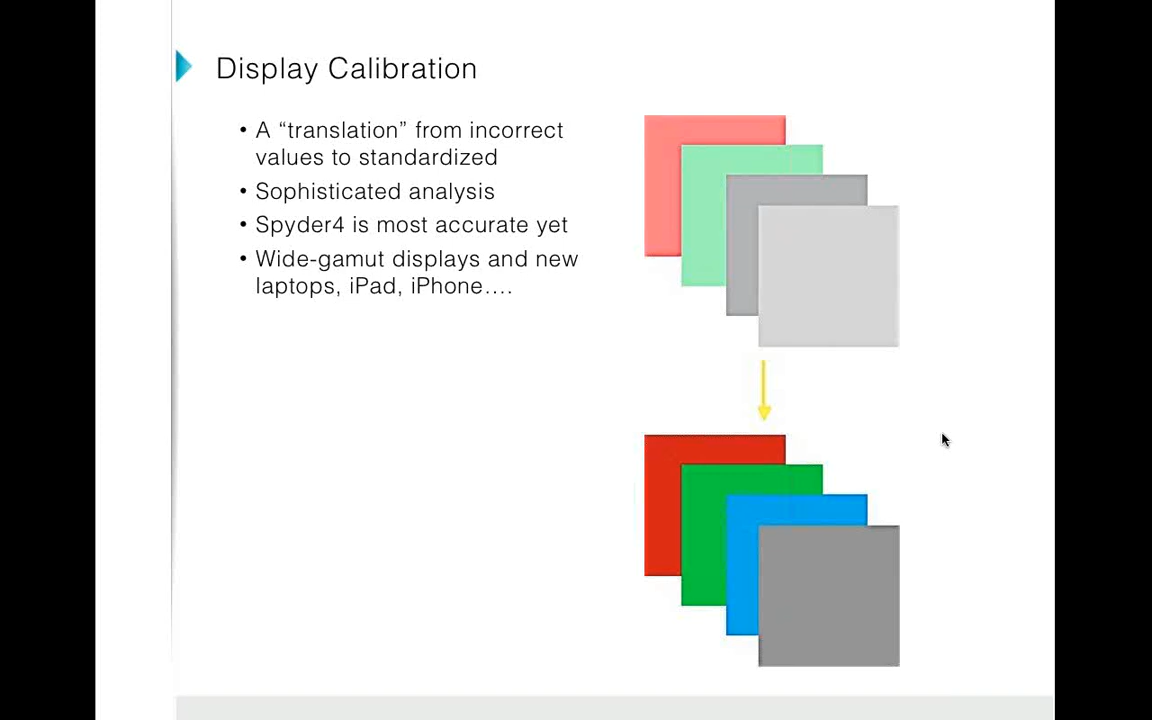 Display Calibration
• A “translation” from incorrect
values to standardized
• Sophisticated analysis
• Spyder4 is most accurate yet
• Wide-gamut displays and new
laptops, iPad, iPhone….